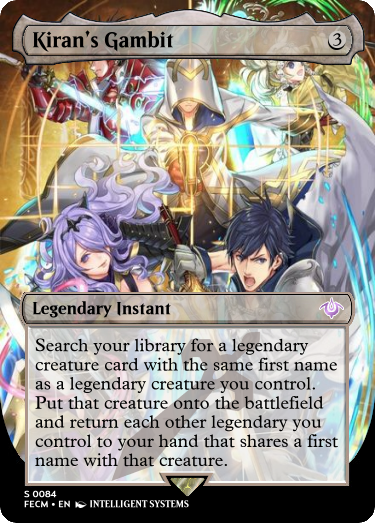 Kiran's Gambit 3
Legendary Instant
Search your library for a legendary
creature card with the same first name
as a legendary creature you control.
Put that creature onto the battlefield
and return each other legendary you
control to your hand that shares a first
name with that creature.
S 0084
FECM • EN INTELLIGENT SYSTEMS